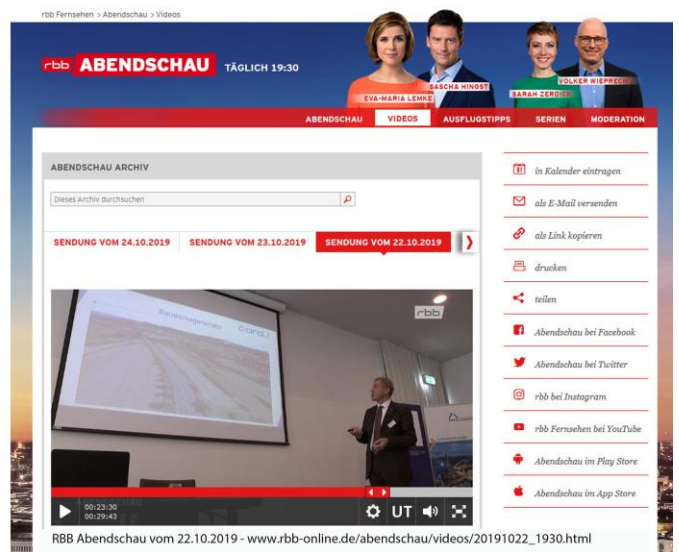 rbb Fernsehen > Abendschau > Videos
rbb ABENDSCHAU TÄGLICH 19:30
EVA-MARIA LEMKE
SASCHA HINGST
SARAH ZERDICK
VOLKER WIEPRECHT
ABENDSCHAU VIDEOS AUSFLUGSTIPPS SERIEN MODERATION
ABENDSCHAU ARCHIV
Dieses Archiv durchsuchen
SENDUNG VOM 24.10.2019 SENDUNG VOM 23.10.2019 SENDUNG VOM 22.10.2019
rbb
card
00:23:30
00:29:43
UT
in Kalender eintragen
als E-Mail versenden
als Link kopieren
drucken
teilen
Abendschau bei Facebook
Abendschau bei Twitter
rbb bei Instagram
rbb Fernsehen bei YouTube
Abendschau im Play Store
Abendschau im App Store
RBB Abendschau vom 22.10.2019 - www.rbb-online.de/abendschau/videos/20191022_1930.html